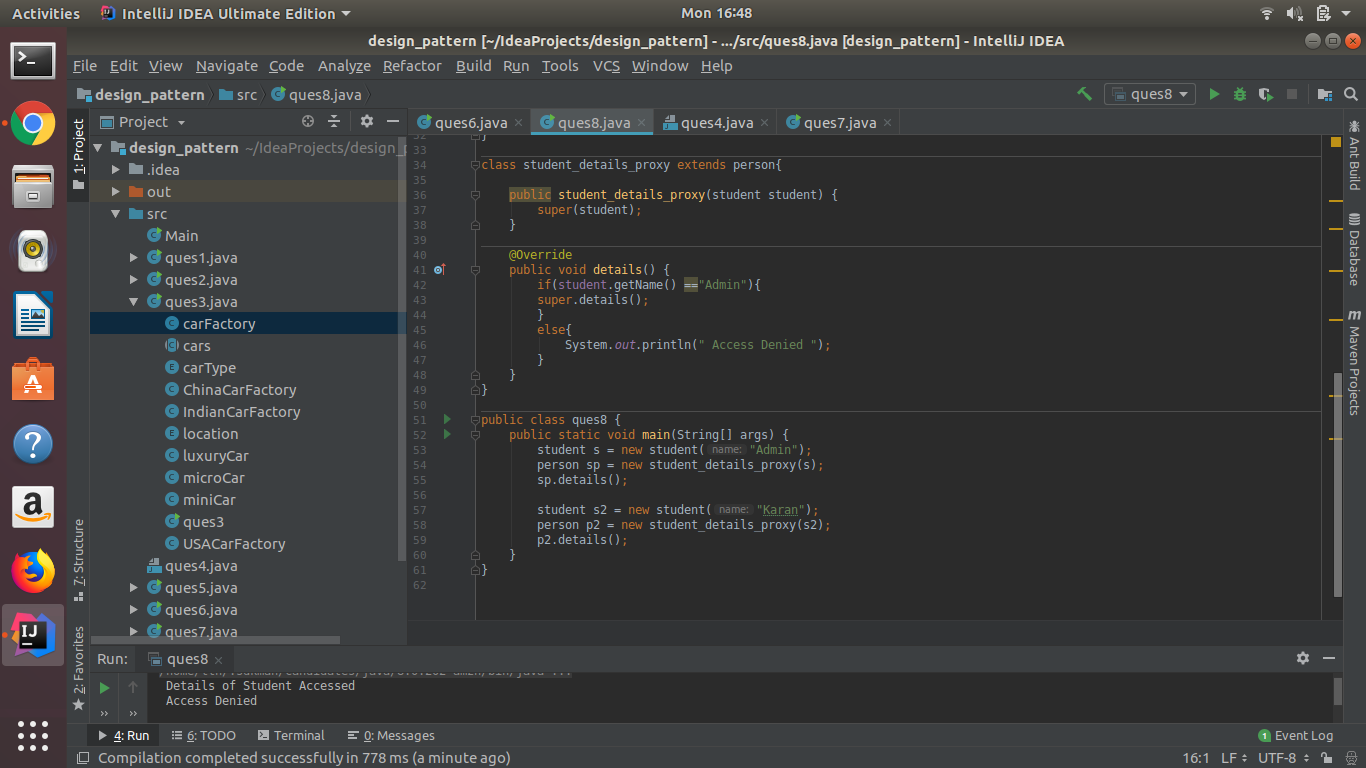 Activities
IntelliJ IDEA Ultimate Edition
Mon 16:48
design_pattern [~/IdeaProjects/design_pattern] - .../src/ques8.java [design_pattern] - IntelliJ IDEA
File Edit View Navigate Code Analyze Refactor Build Run Tools VCS Window Help
design_pattern src ques8.java
ques8
1: Project
Project
ques6.java ques8.java ques4.java ques7.java
design_pattern ~/IdeaProjects/design_p
.idea
out
src
Main
ques1.java
ques2.java
ques3.java
carFactory
cars
carType
ChinaCarFactory
IndianCarFactory
location
luxuryCar
microCar
miniCar
ques3
USACarFactory
ques4.java
ques5.java
ques6.java
ques7.java
7: Structure
2: Favorites
32 }
33
34 class student_details_proxy extends person{
35
36 public student_details_proxy(student student) {
37 super(student);
38 }
39
40 @Override
41 public void details() {
42 if(student.getName() =="Admin"){
43 super.details();
44 }
45 else{
46 System.out.println(" Access Denied ");
47 }
48 }
49 }
50
51 public class ques8 {
52 public static void main(String[] args) {
53 student s = new student( name: "Admin");
54 person sp = new student_details_proxy(s);
55 sp.details();
56
57 student s2 = new student( name: "Karan");
58 person p2 = new student_details_proxy(s2);
59 p2.details();
60 }
61 }
62
Ant Build
Database
Maven Projects
Run: ques8
Details of Student Accessed
Access Denied
4: Run 6: TODO Terminal 0: Messages
1 Event Log
Compilation completed successfully in 778 ms (a minute ago)
16:1 LF UTF-8